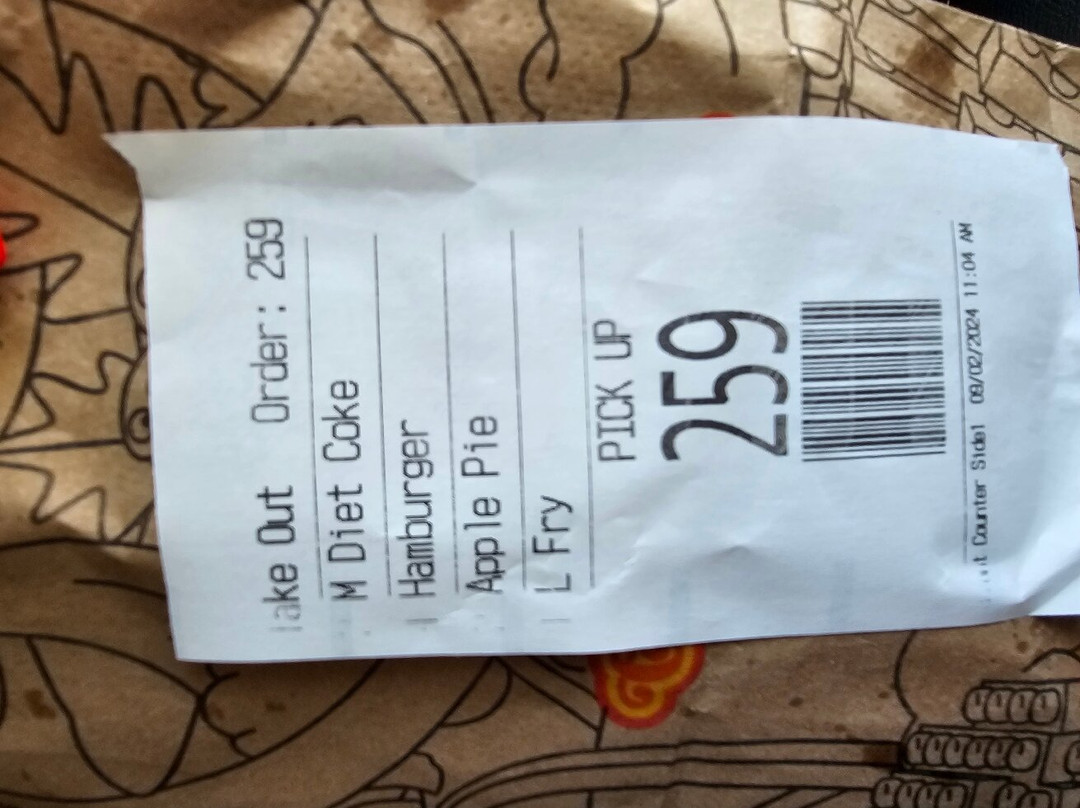 ake Out Order: 259
M Diet Coke
Hamburger
Apple Pie
L Fry
PICK UP
259
Counter Side1 09/02/2024 11:04 AM